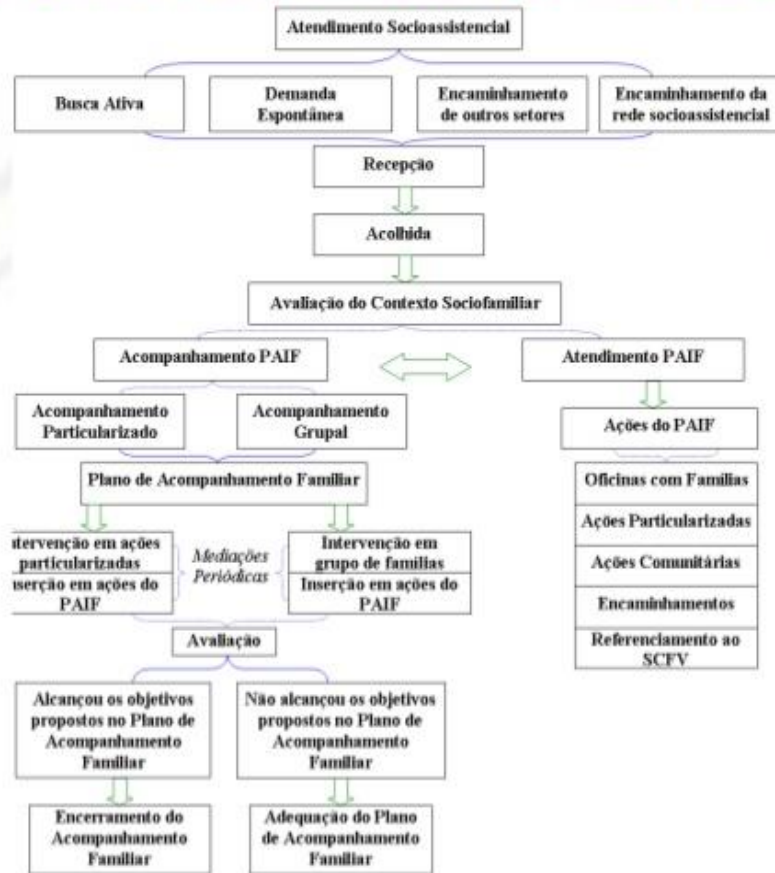 Atendimento Socioassistencial
Busca Ativa
Demanda
Espontânea
Encaminhamento
de outros setores
Encaminhamento da
rede socioassistencial
Recepção
Acolhida
Avaliação do Contexto Sociofamiliar
Acompanhamento PAIF
Atendimento PAIF
Acompanhamento
Particularizado
Acompanhamento
Grupal
Ações do PAIF
Plano de Acompanhamento Familiar
Oficinas com Famílias
Ações Particularizadas
Ações Comunitárias
Encaminhamentos
Referenciamento ao
SCFV
ntervenção em ações
particularizadas
nserção em ações do
PAIF
Mediações
Periódicas
Intervenção em
grupo de famílias
Inserção em ações do
PAIF
Avaliação
Alcançou os objetivos
propostos no Plano de
Acompanhamento
Familiar
Não alcançou os objetivos
propostos no Plano de
Acompanhamento
Familiar
Encerramento do
Acompanhamento
Familiar
Adequação do Plano
de Acompanhamento
Familiar